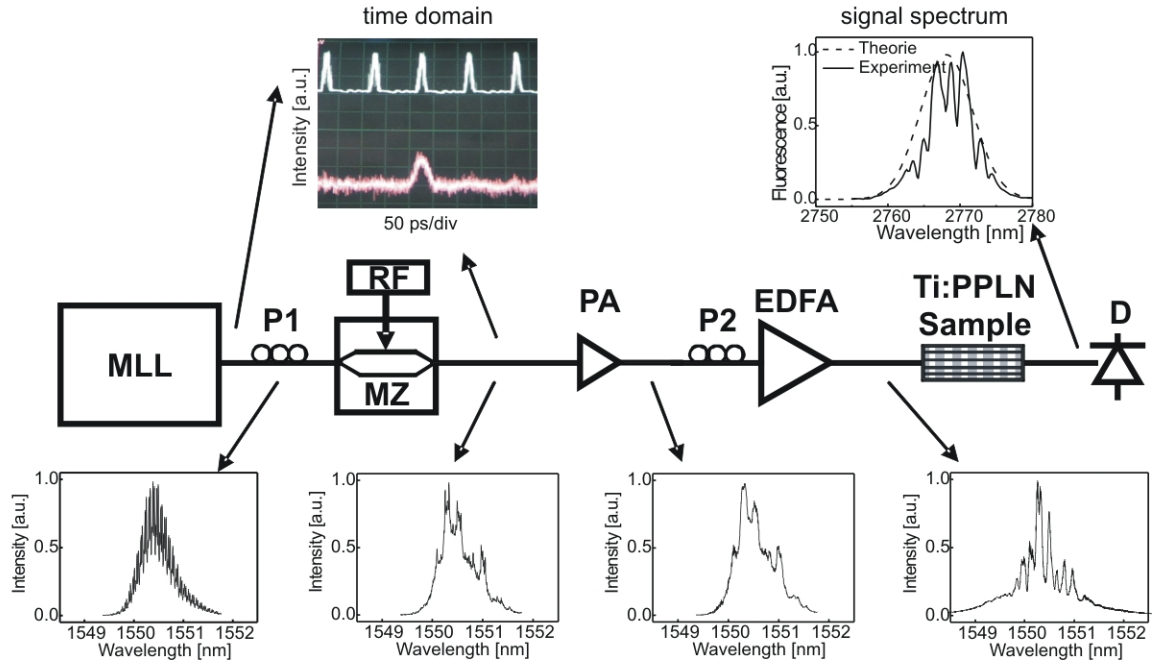 time domain
signal spectrum
Intensity [a.u.]
50 ps/div
Fluorescence [a.u.]
1.0
0.5
0.0
Theorie
Experiment
2750 2760 2770 2780
Wavelength [nm]
MLL
P1
RF
MZ
PA
P2
EDFA
Ti:PPLN
Sample
D
Intensity [a.u.]
1.0
0.5
0.0
1549 1550 1551 1552
Wavelength [nm]
Intensity [a.u.]
1.0
0.5
0.0
1549 1550 1551 1552
Wavelength [nm]
Intensity [a.u.]
1.0
0.5
0.0
1549 1550 1551 1552
Wavelength [nm]
Intensity [a.u.]
1.0
0.5
0.0
1549 1550 1551 1552
Wavelength [nm]